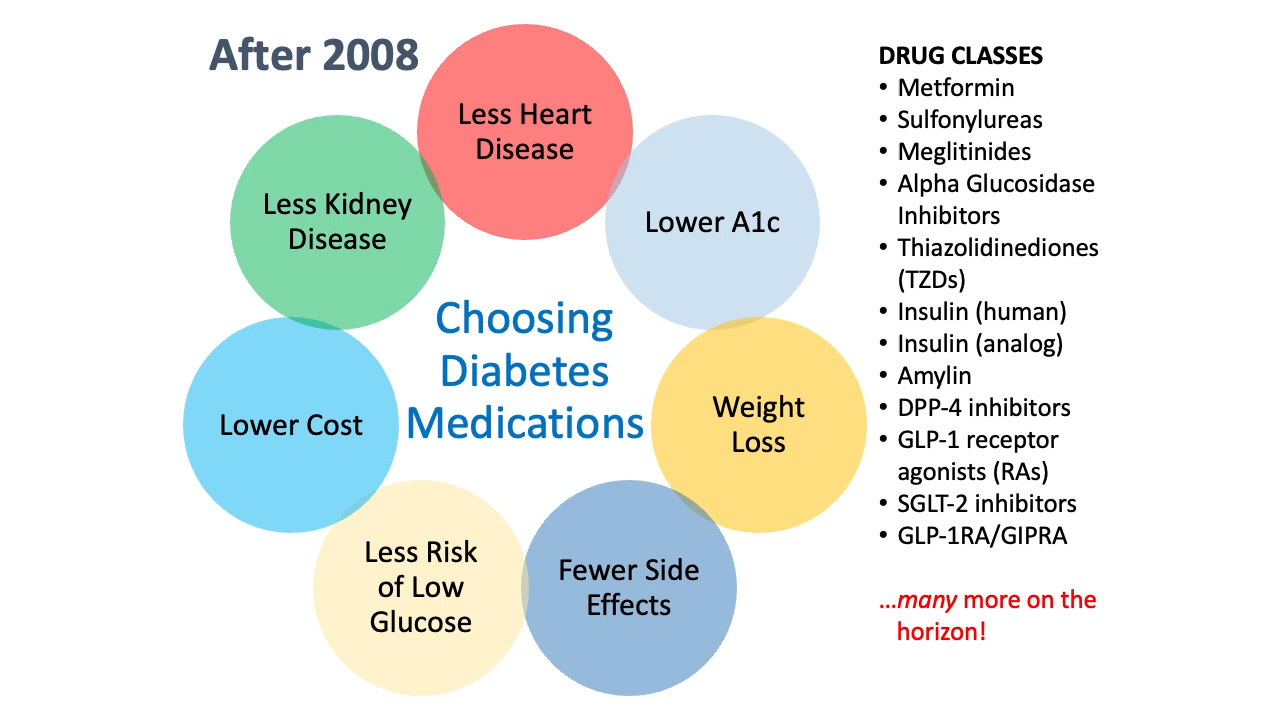 After 2008
Less Heart
Disease
Less Kidney
Disease
Lower A1c
Choosing
Diabetes
Medications
Lower Cost
Weight
Loss
Less Risk
of Low
Glucose
Fewer Side
Effects
DRUG CLASSES
• Metformin
• Sulfonylureas
• Meglitinides
• Alpha Glucosidase
Inhibitors
• Thiazolidinediones
(TZDs)
• Insulin (human)
• Insulin (analog)
• Amylin
• DPP-4 inhibitors
• GLP-1 receptor
agonists (RAs)
• SGLT-2 inhibitors
• GLP-1RA/GIPRA
...many more on the
horizon!